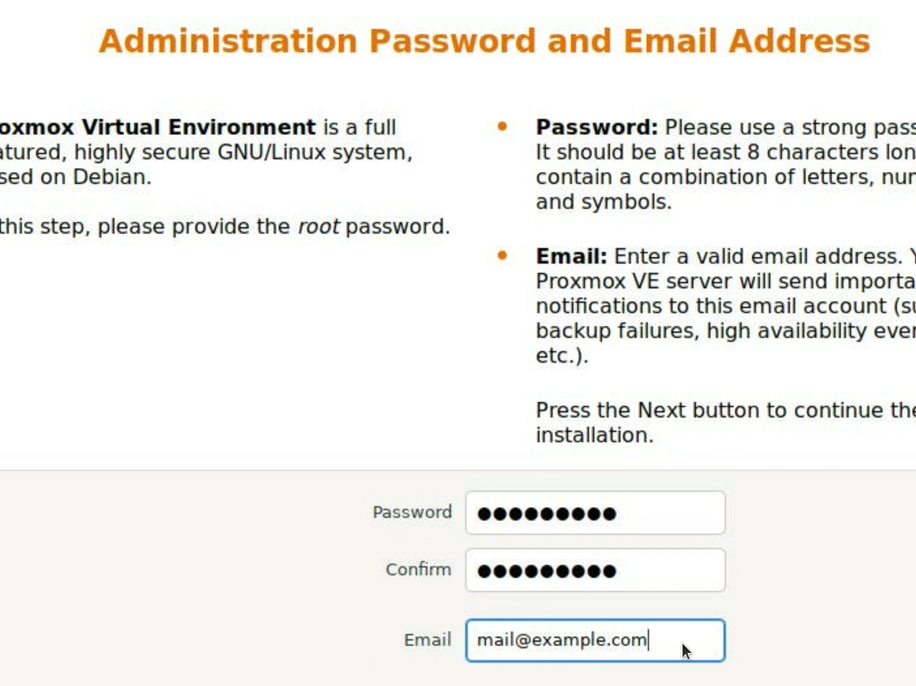 Administration Password and Email Address
oxmox Virtual Environment is a full
atured, highly secure GNU/Linux system,
sed on Debian.
this step, please provide the root password.
Password: Please use a strong pass
It should be at least 8 characters lon
contain a combination of letters, nu
and symbols.
Email: Enter a valid email address. Y
Proxmox VE server will send importa
notifications to this email account (su
backup failures, high availability eve
etc.).
Press the Next button to continue the
installation.
Password ●●●●●●●●●
Confirm ●●●●●●●●●
Email mail@example.com